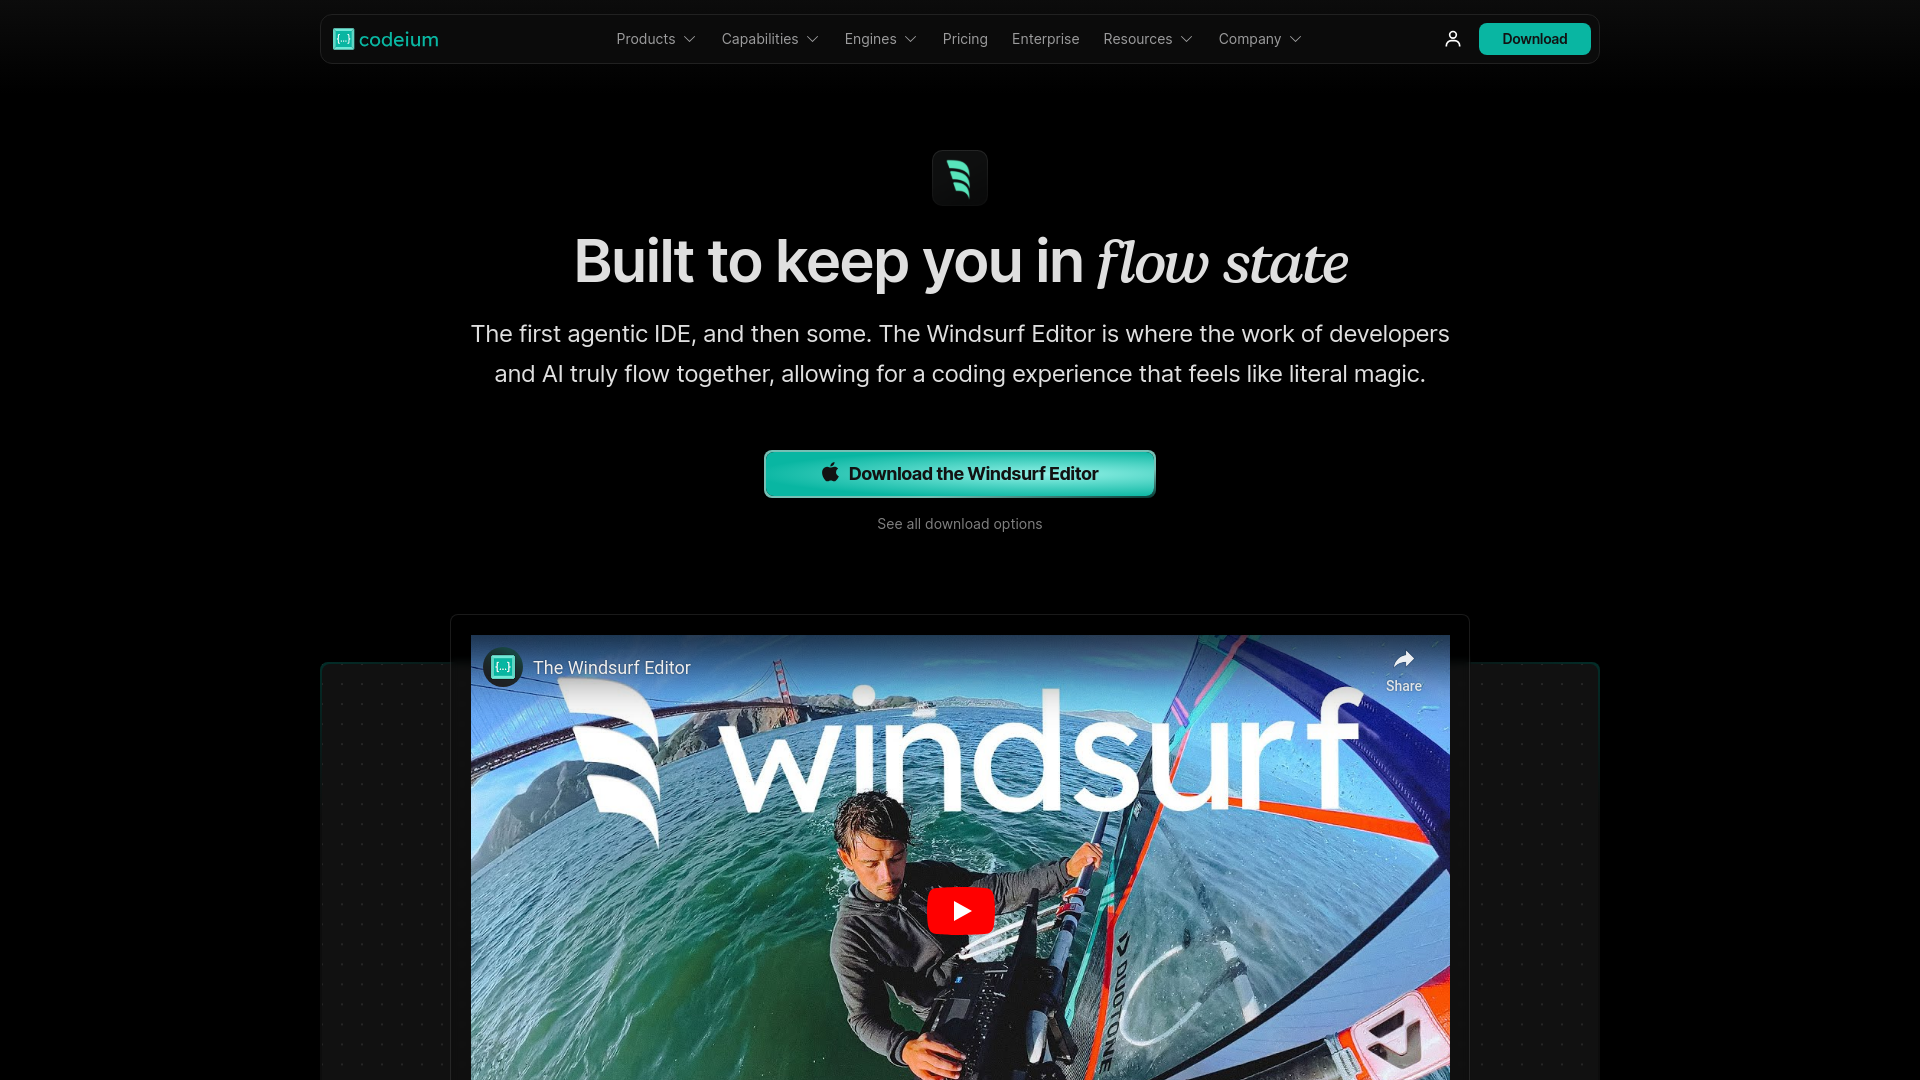 {...} codeium
Products
Capabilities
Engines
Pricing
Enterprise
Resources
Company
Download
Built to keep you in flow state
The first agentic IDE, and then some. The Windsurf Editor is where the work of developers
and AI truly flow together, allowing for a coding experience that feels like literal magic.
Download the Windsurf Editor
See all download options
{...} The Windsurf Editor
Share
windsurf
DUOTONE